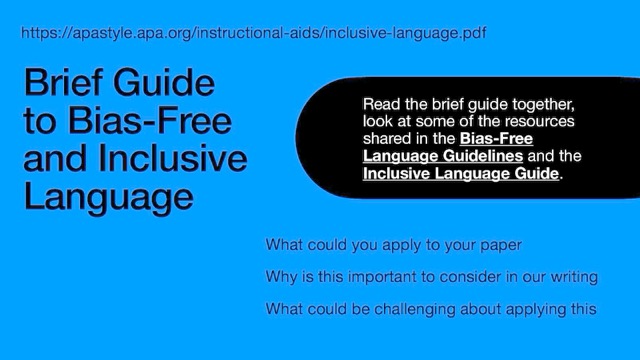 https://apastyle.apa.org/instructional-aids/inclusive-language.pdf
Brief Guide
to Bias-Free
and Inclusive
Language
Read the brief guide together,
look at some of the resources
shared in the Bias-Free
Language Guidelines and the
Inclusive Language Guide.
What could you apply to your paper
Why is this important to consider in our writing
What could be challenging about applying this